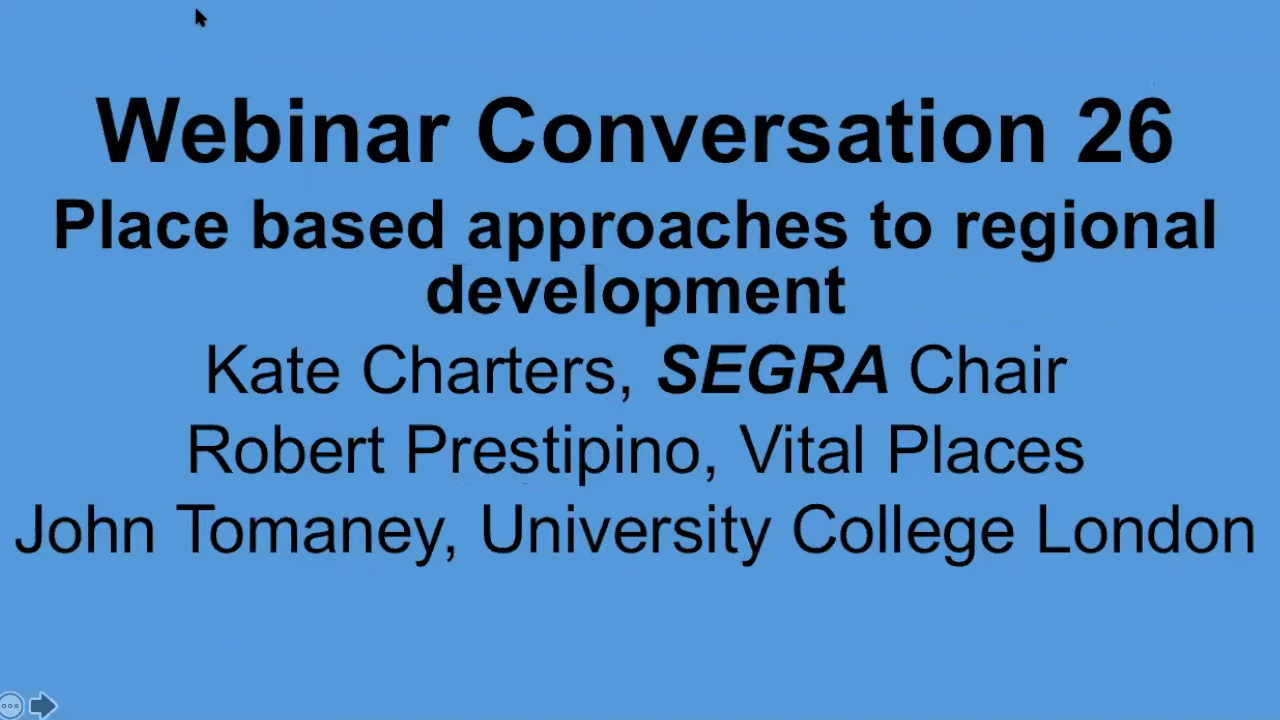 Webinar Conversation 26
Place based approaches to regional
development
Kate Charters, SEGRA Chair
Robert Prestipino, Vital Places
John Tomaney, University College London